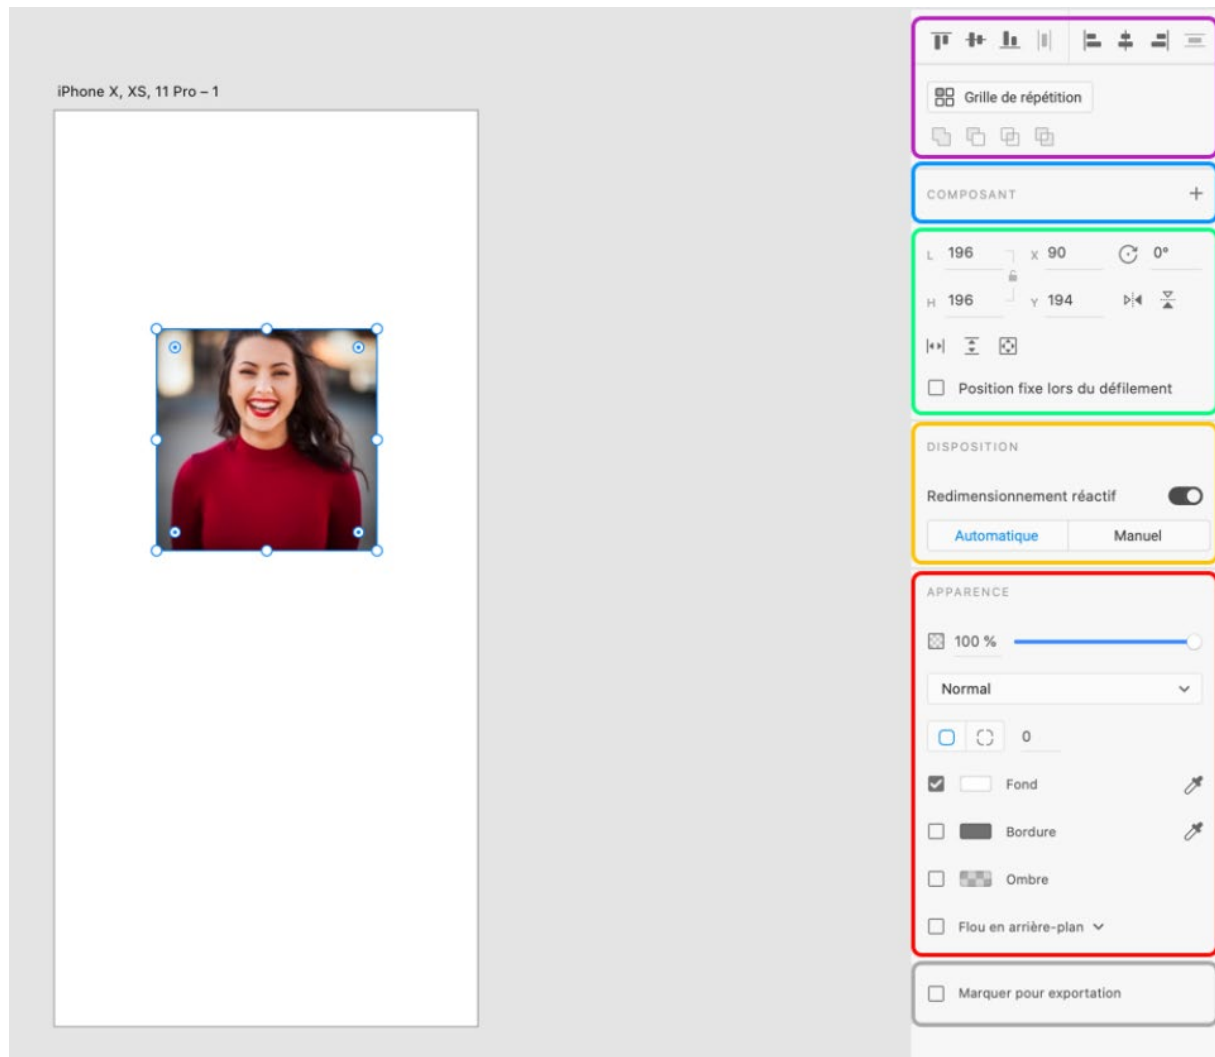 iPhone X, XS, 11 Pro – 1
Grille de répétition
COMPOSANT
L 196 X 90 0°
H 196 Y 194
Position fixe lors du défilement
DISPOSITION
Redimensionnement réactif
Automatique Manuel
APPARENCE
100 %
Normal
0
Fond
Bordure
Ombre
Flou en arrière-plan
Marquer pour exportation